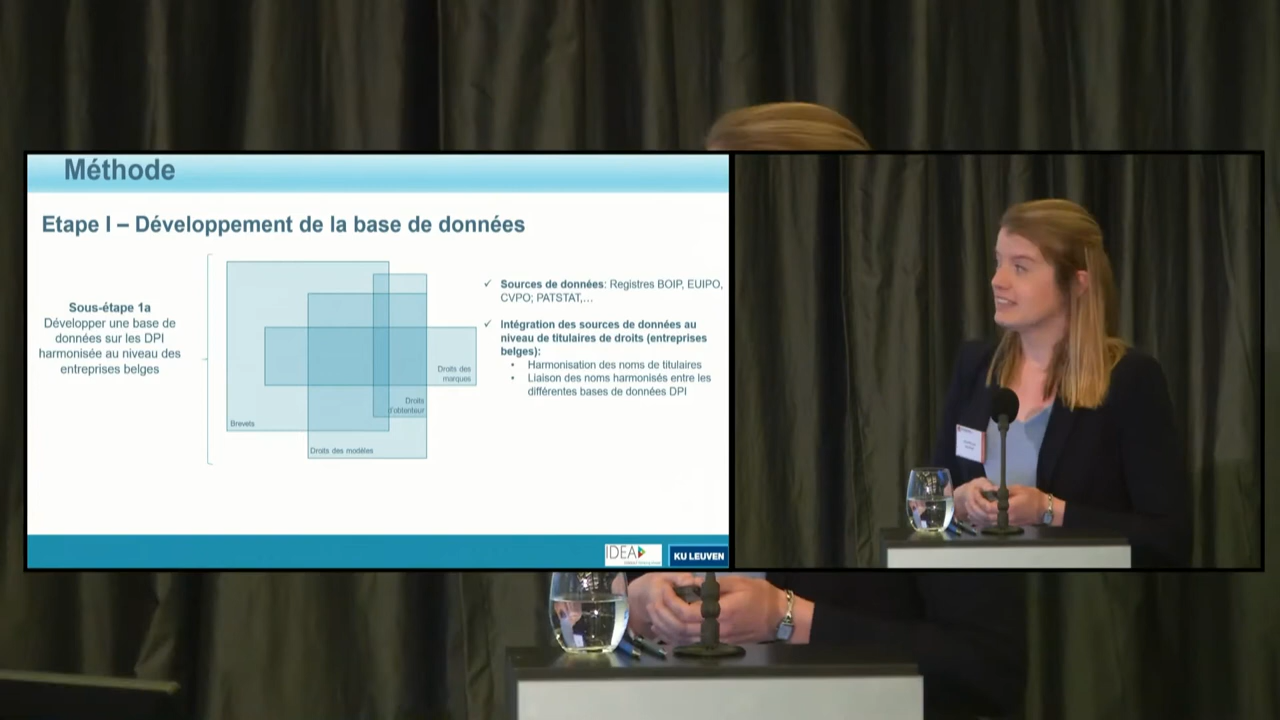 Méthode
Etape I – Développement de la base de données
Sous-étape 1a
Développer une base de
données sur les DPI
harmonisée au niveau des
entreprises belges
Brevets
Droits des modèles
Droits
d'obtenteur
Droits des
marques
✓ Sources de données: Registres BOIP, EUIPO,
CVPO; PATSTAT,...
✓ Intégration des sources de données au
niveau de titulaires de droits (entreprises
belges):
• Harmonisation des noms de titulaires
• Liaison des noms harmonisés entre les
différentes bases de données DPI
IDEA
KU LEUVEN